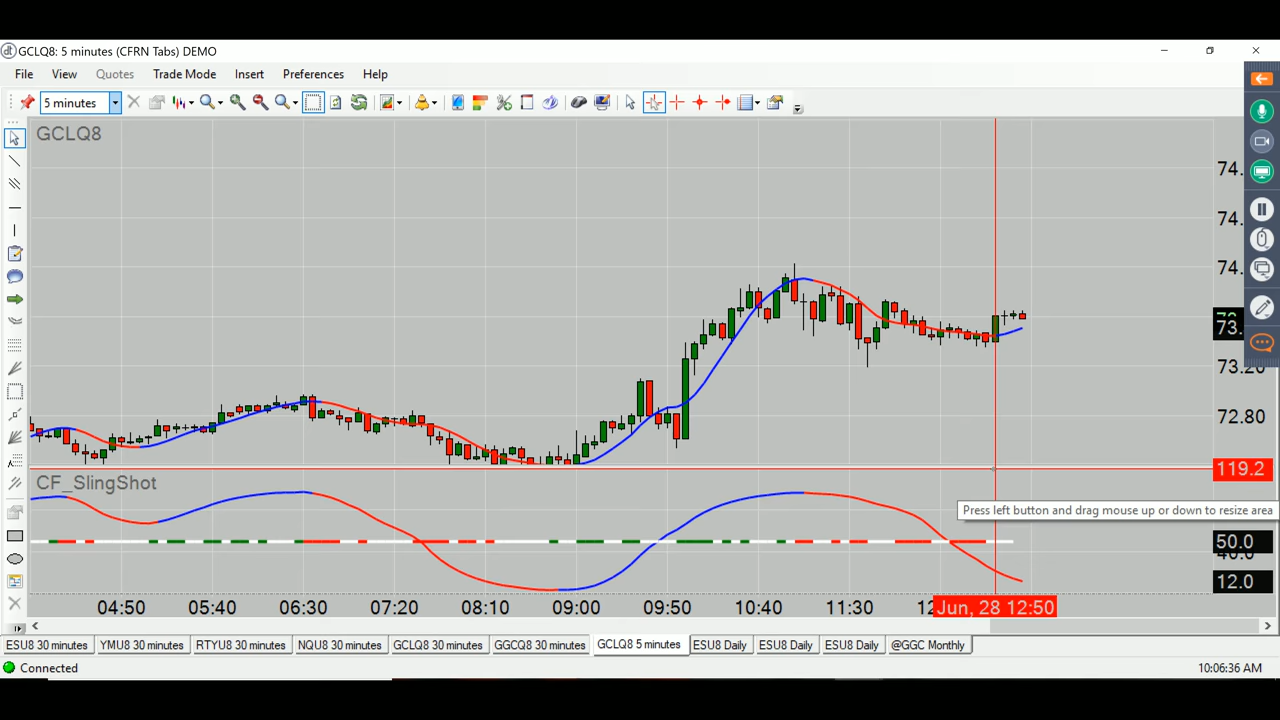 dt GCLQ8: 5 minutes (CFRN Tabs) DEMO
File View Quotes Trade Mode Insert Preferences Help
5 minutes
GCLQ8
74.
74.
74.
73.
73.20
72.80
119.2
CF_SlingShot
Press left button and drag mouse up or down to resize area
50.0
12.0
04:50 05:40 06:30 07:20 08:10 09:00 09:50 10:40 11:30 12 Jun, 28 12:50
ESU8 30 minutes YMU8 30 minutes RTYU8 30 minutes NQU8 30 minutes GCLQ8 30 minutes GGCQ8 30 minutes GCLQ8 5 minutes ESU8 Daily ESU8 Daily ESU8 Daily @GGC Monthly
Connected 10:06:36 AM